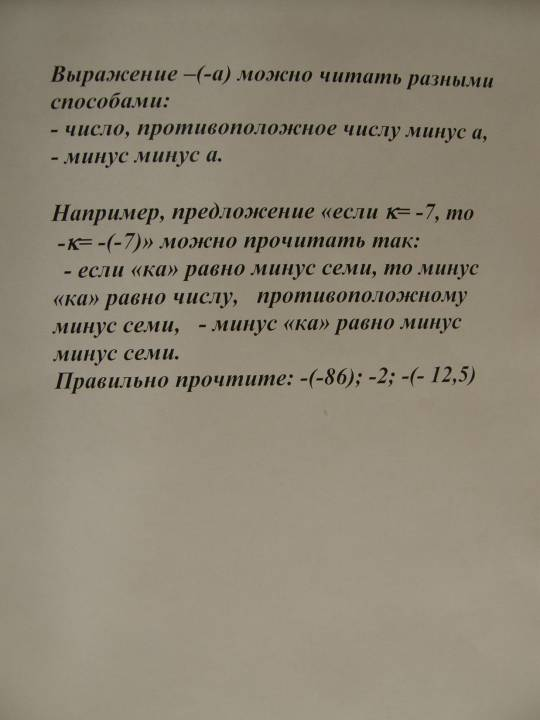 Выражение –(-а) можно читать разными
способами:
- число, противоположное числу минус а,
- минус минус а.
Например, предложение «если к= -7, то
-к= -(-7)» можно прочитать так:
- если «ка» равно минус семи, то минус
«ка» равно числу, противоположному
минус семи, - минус «ка» равно минус
минус семи.
Правильно прочтите: -(-86); -2; -(- 12,5)